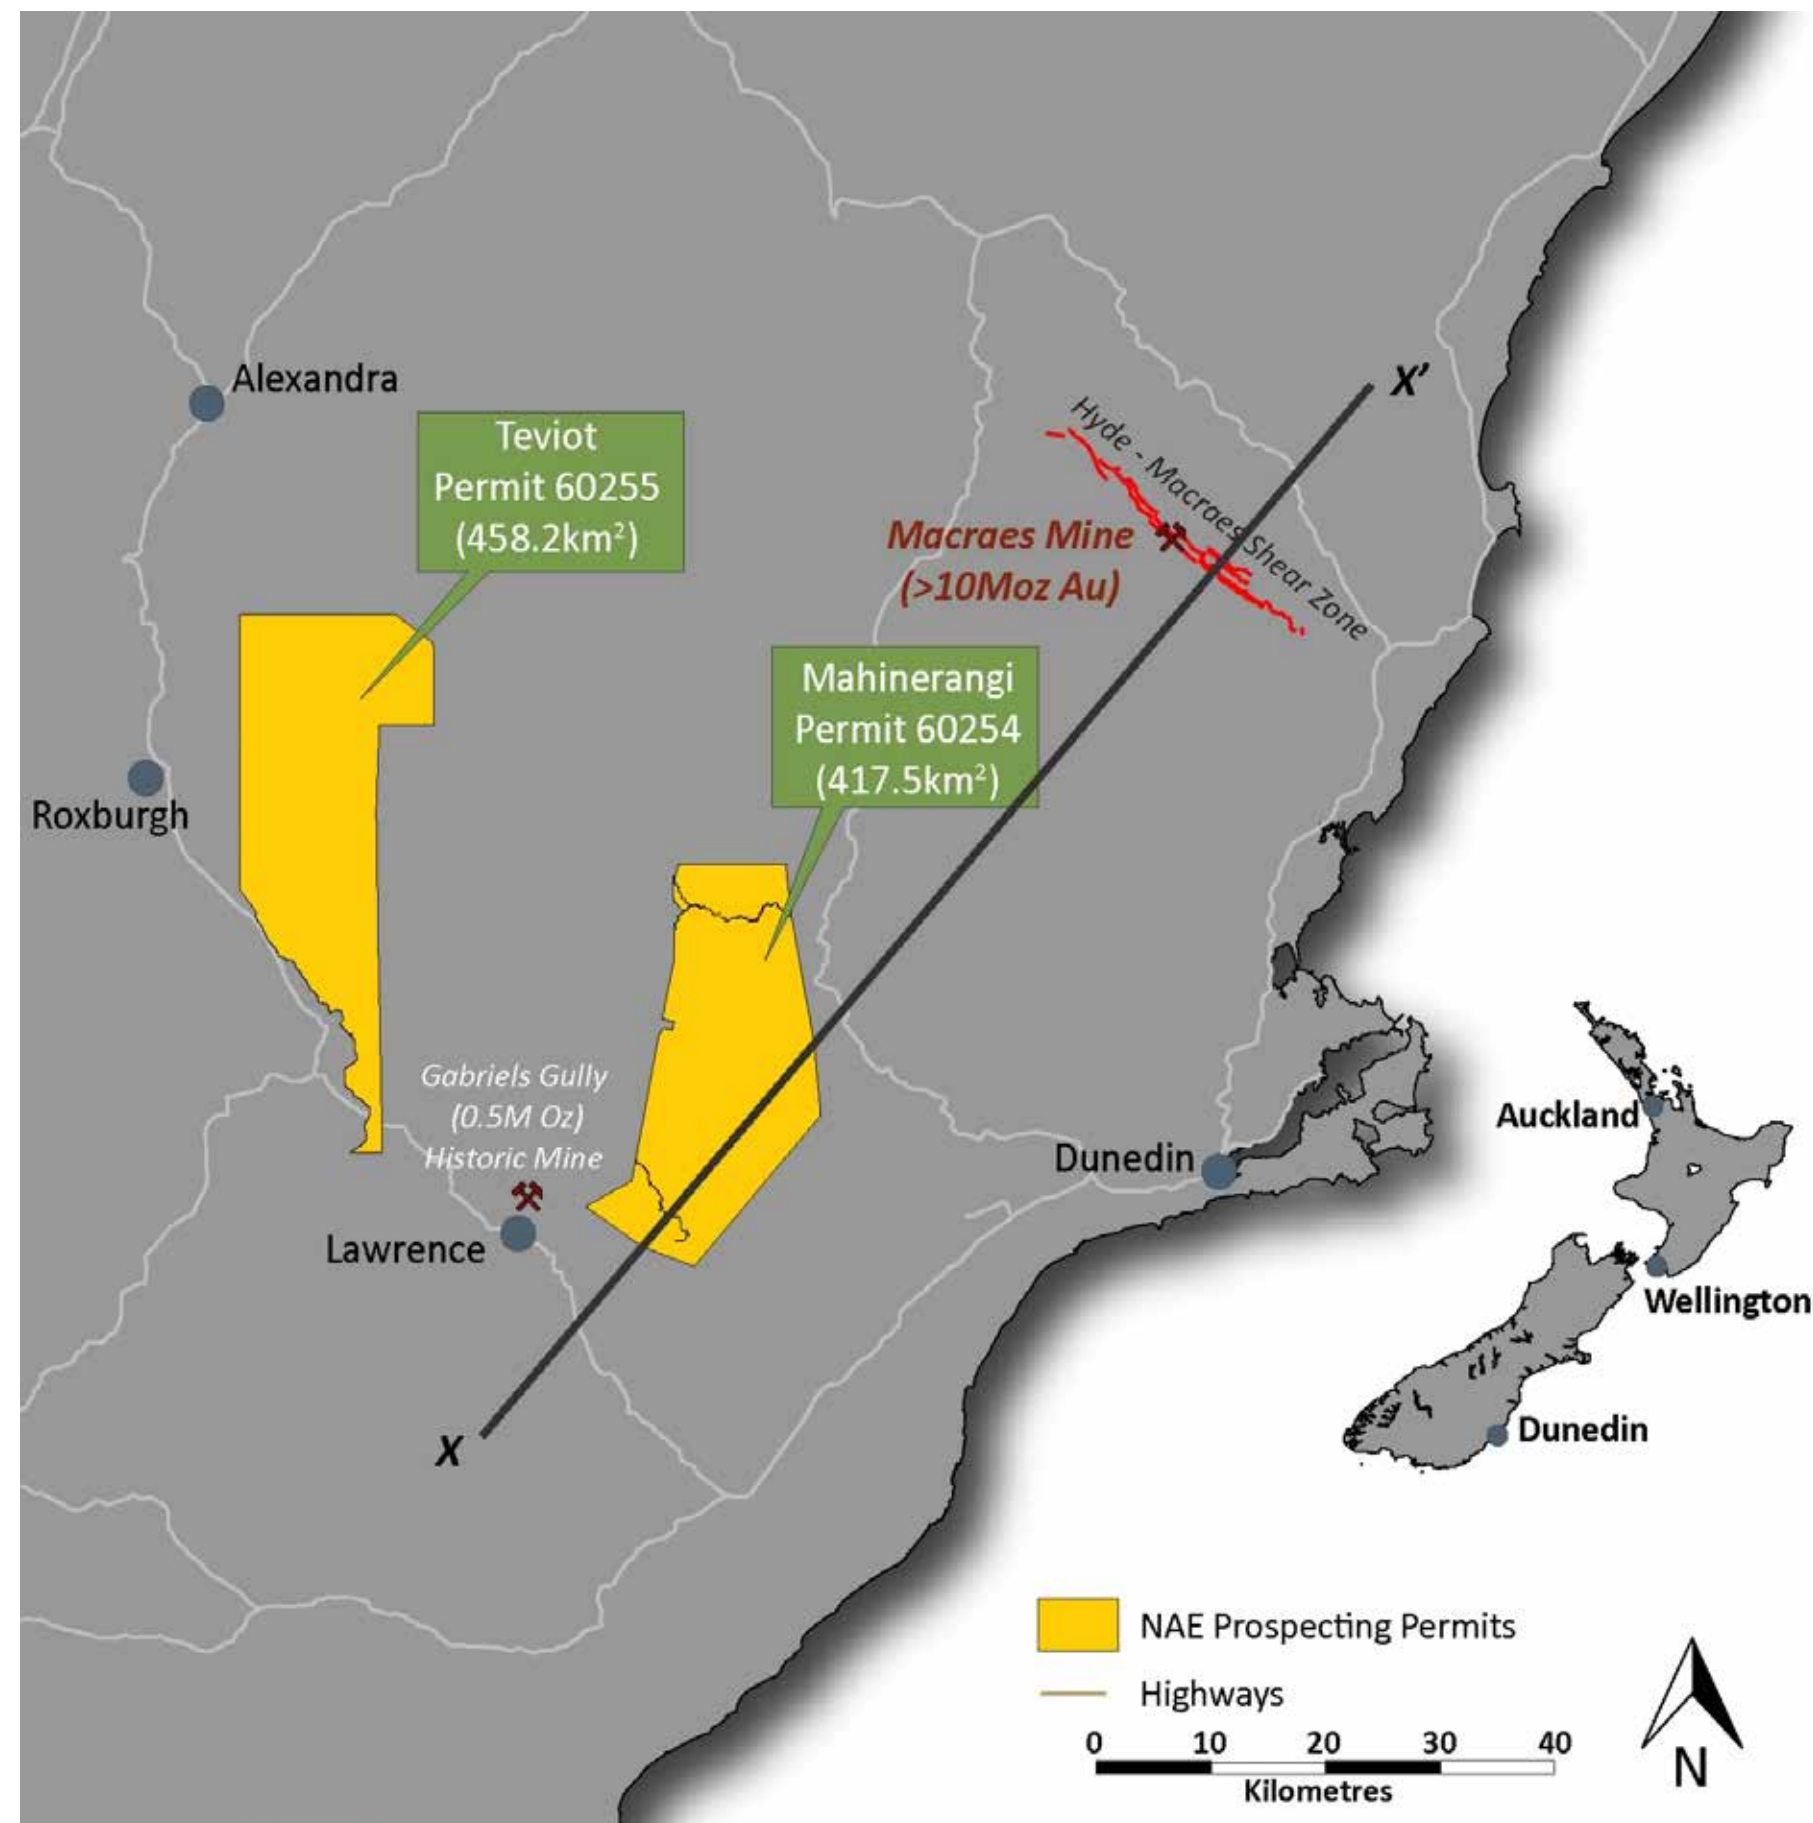 Alexandra
Teviot
Permit 60255
(458.2km²)
X’
Hyde - Macraes Shear Zone
Macraes Mine
(>10Moz Au)
Mahinerangi
Permit 60254
(417.5km²)
Roxburgh
Gabriels Gully
(0.5M Oz)
Historic Mine
Lawrence
Dunedin
X
Auckland
Wellington
Dunedin
NAE Prospecting Permits
Highways
0 10 20 30 40
Kilometres
N